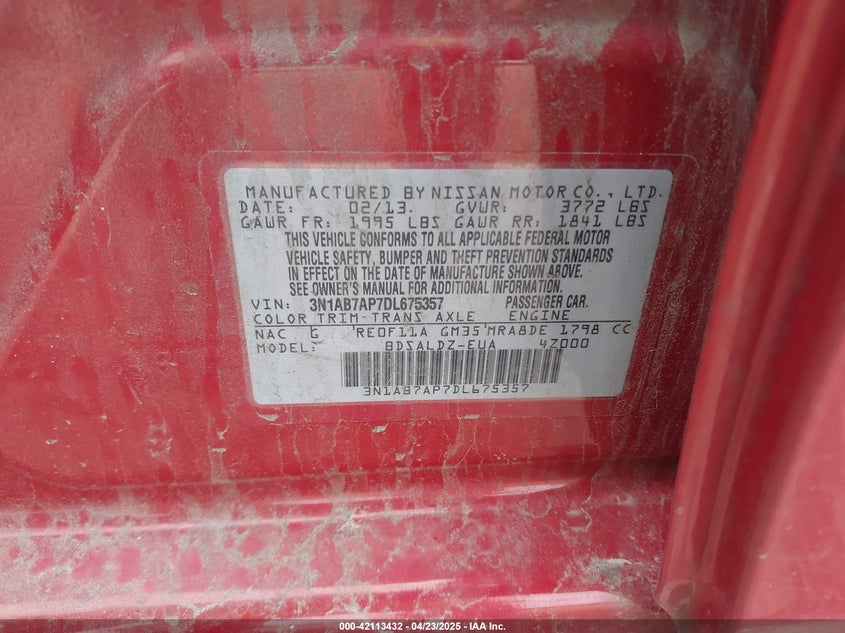 MANUFACTURED BY NISSAN MOTOR CO., LTD.
DATE: 02/13. GVWR: 3772 LBS
GAWR FR: 1995 LBS GAWR RR: 1841 LBS
THIS VEHICLE CONFORMS TO ALL APPLICABLE FEDERAL MOTOR
VEHICLE SAFETY, BUMPER AND THEFT PREVENTION STANDARDS
IN EFFECT ON THE DATE OF MANUFACTURE SHOWN ABOVE.
SEE OWNER'S MANUAL FOR ADDITIONAL INFORMATION.
VIN: 3N1AB7AP7DL675357 PASSENGER CAR.
COLOR TRIM-TRANS AXLE ENGINE
NAC G RE0F11A GM35 MRA8DE 1798 CC
MODEL: BDSALDZ-EUA 4Z000
3N1AB7AP7DL675357
000-42113432 - 04/23/2025 - IAA Inc.